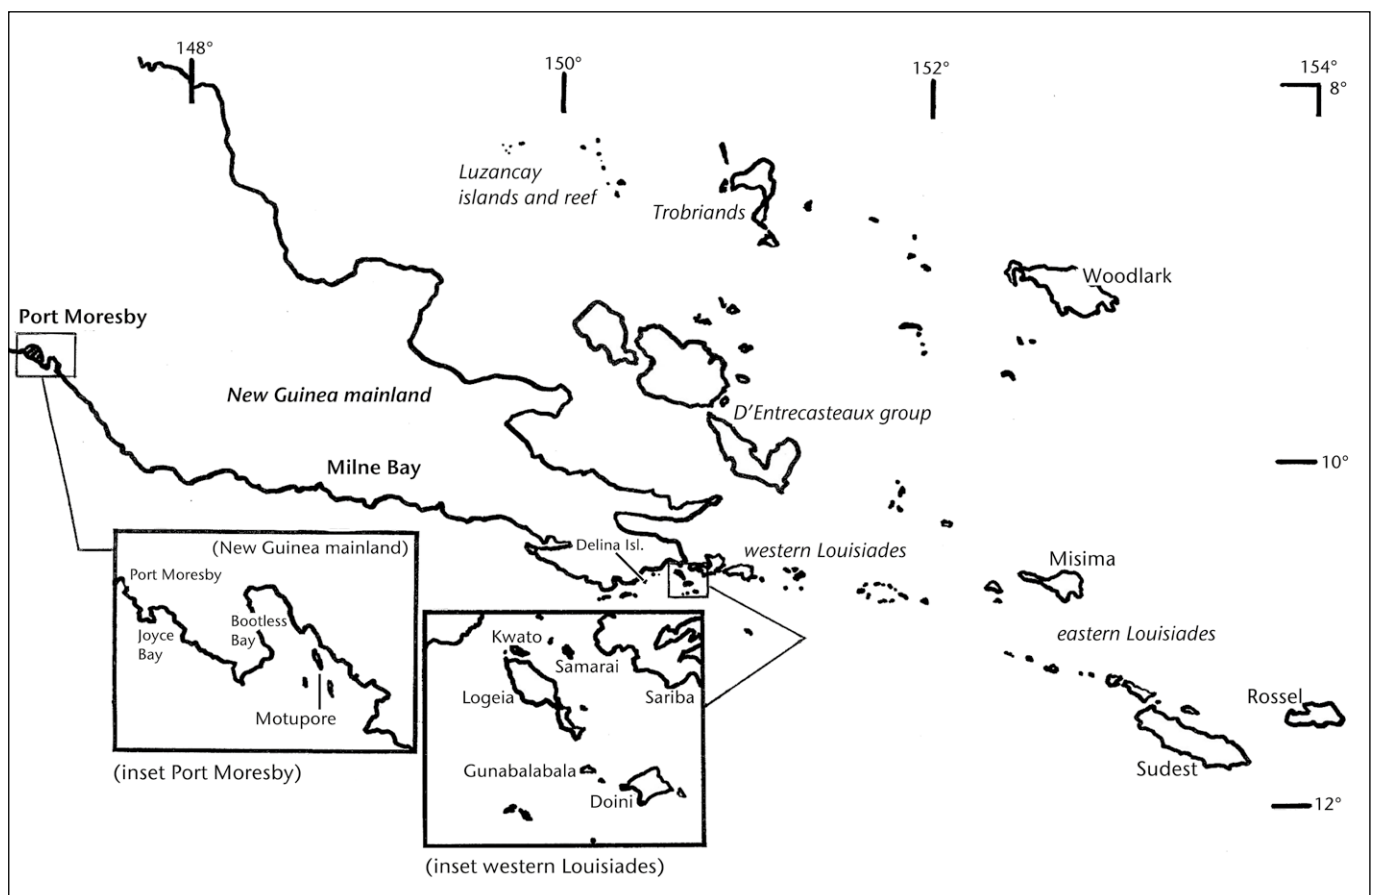 148°
150°
152°
154°
8°
Luzancay
islands and reef
Trobriands
Woodlark
Port Moresby
New Guinea mainland
D’Entrecasteaux group
10°
Milne Bay
(New Guinea mainland)
Delina Isl.
western Louisiades
Misima
Port Moresby
Bootless
Bay
Joyce
Bay
Motupore
(inset Port Moresby)
Kwato
Samarai
Logeia
Sariba
Gunabalabala
Doini
(inset western Louisiades)
eastern Louisiades
Rossel
Sudest
12°